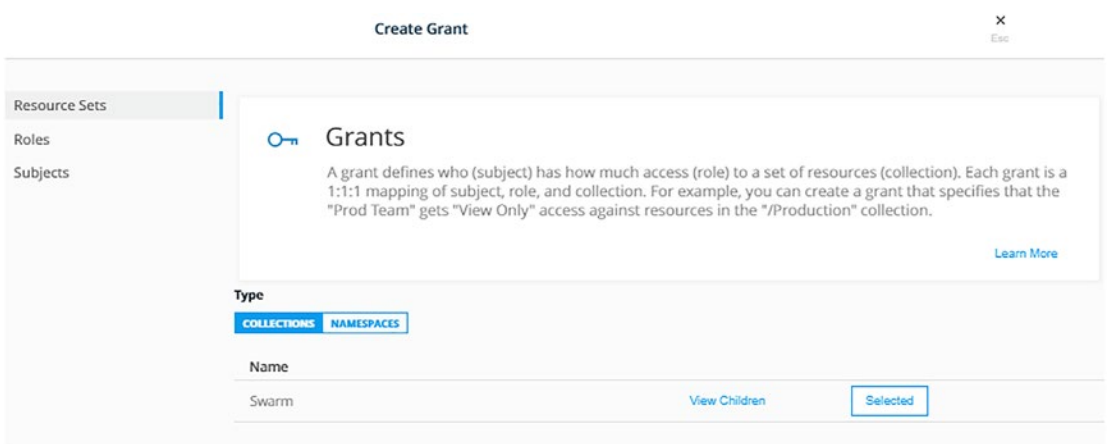 Create Grant
×
Esc
Resource Sets
Roles
Subjects
Grants
A grant defines who (subject) has how much access (role) to a set of resources (collection). Each grant is a
1:1:1 mapping of subject, role, and collection. For example, you can create a grant that specifies that the
"Prod Team" gets "View Only" access against resources in the "/Production" collection.
Learn More
Type
COLLECTIONS NAMESPACES
Name
Swarm View Children Selected